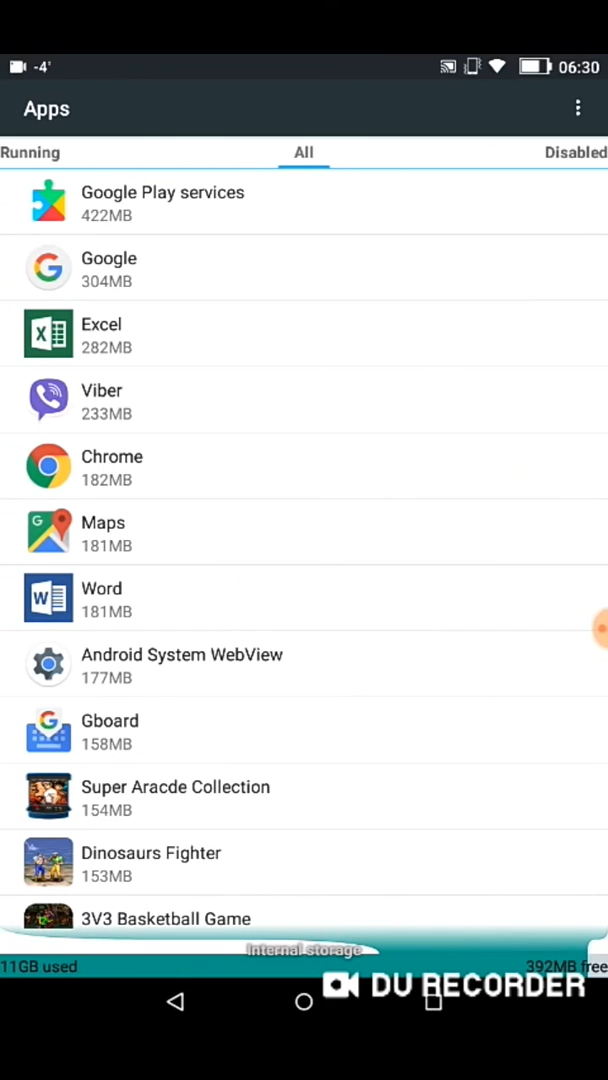 -4'
06:30
Apps
Running
All
Disabled
Google Play services
422MB
Google
304MB
Excel
282MB
Viber
233MB
Chrome
182MB
Maps
181MB
Word
181MB
Android System WebView
177MB
Gboard
158MB
Super Aracde Collection
154MB
Dinosaurs Fighter
153MB
3V3 Basketball Game
Internal storage
11GB used
392MB free
DU RECORDER